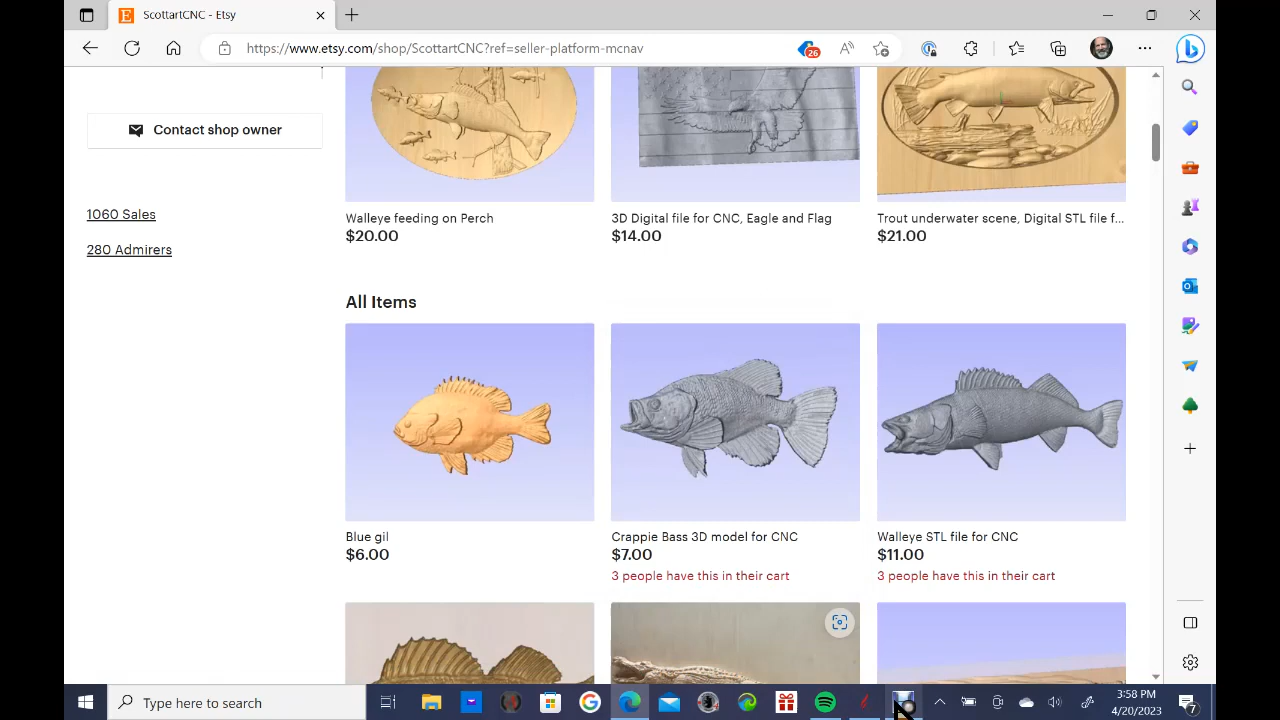 ScottartCNC - Etsy
https://www.etsy.com/shop/ScottartCNC?ref=seller-platform-mcnav
26
Contact shop owner
1060 Sales
280 Admirers
Walleye feeding on Perch
$20.00
3D Digital file for CNC, Eagle and Flag
$14.00
Trout underwater scene, Digital STL file f...
$21.00
All Items
Blue gil
$6.00
Crappie Bass 3D model for CNC
$7.00
3 people have this in their cart
Walleye STL file for CNC
$11.00
3 people have this in their cart
Type here to search
3:58 PM
4/20/2023
7